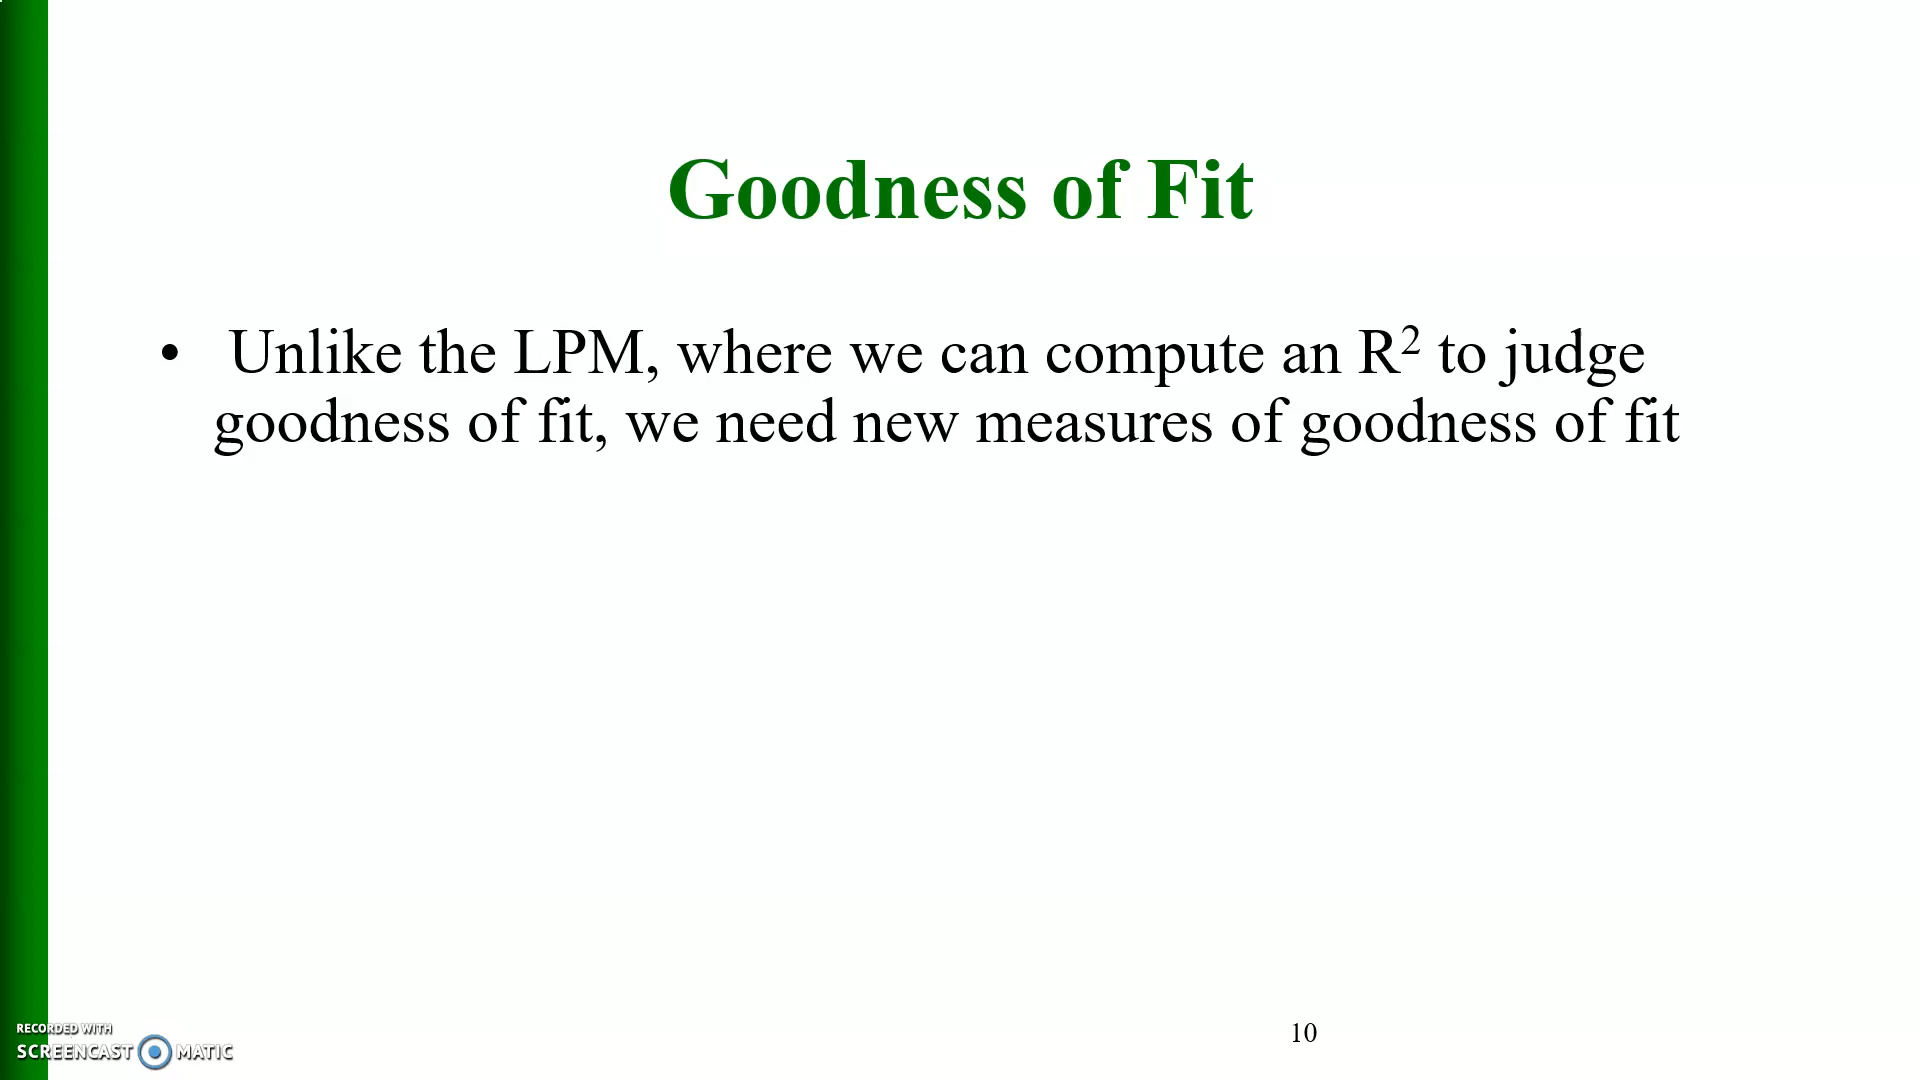 Goodness of Fit
• Unlike the LPM, where we can compute an R² to judge
goodness of fit, we need new measures of goodness of fit
10
RECORDED WITH
SCREENCAST MATIC